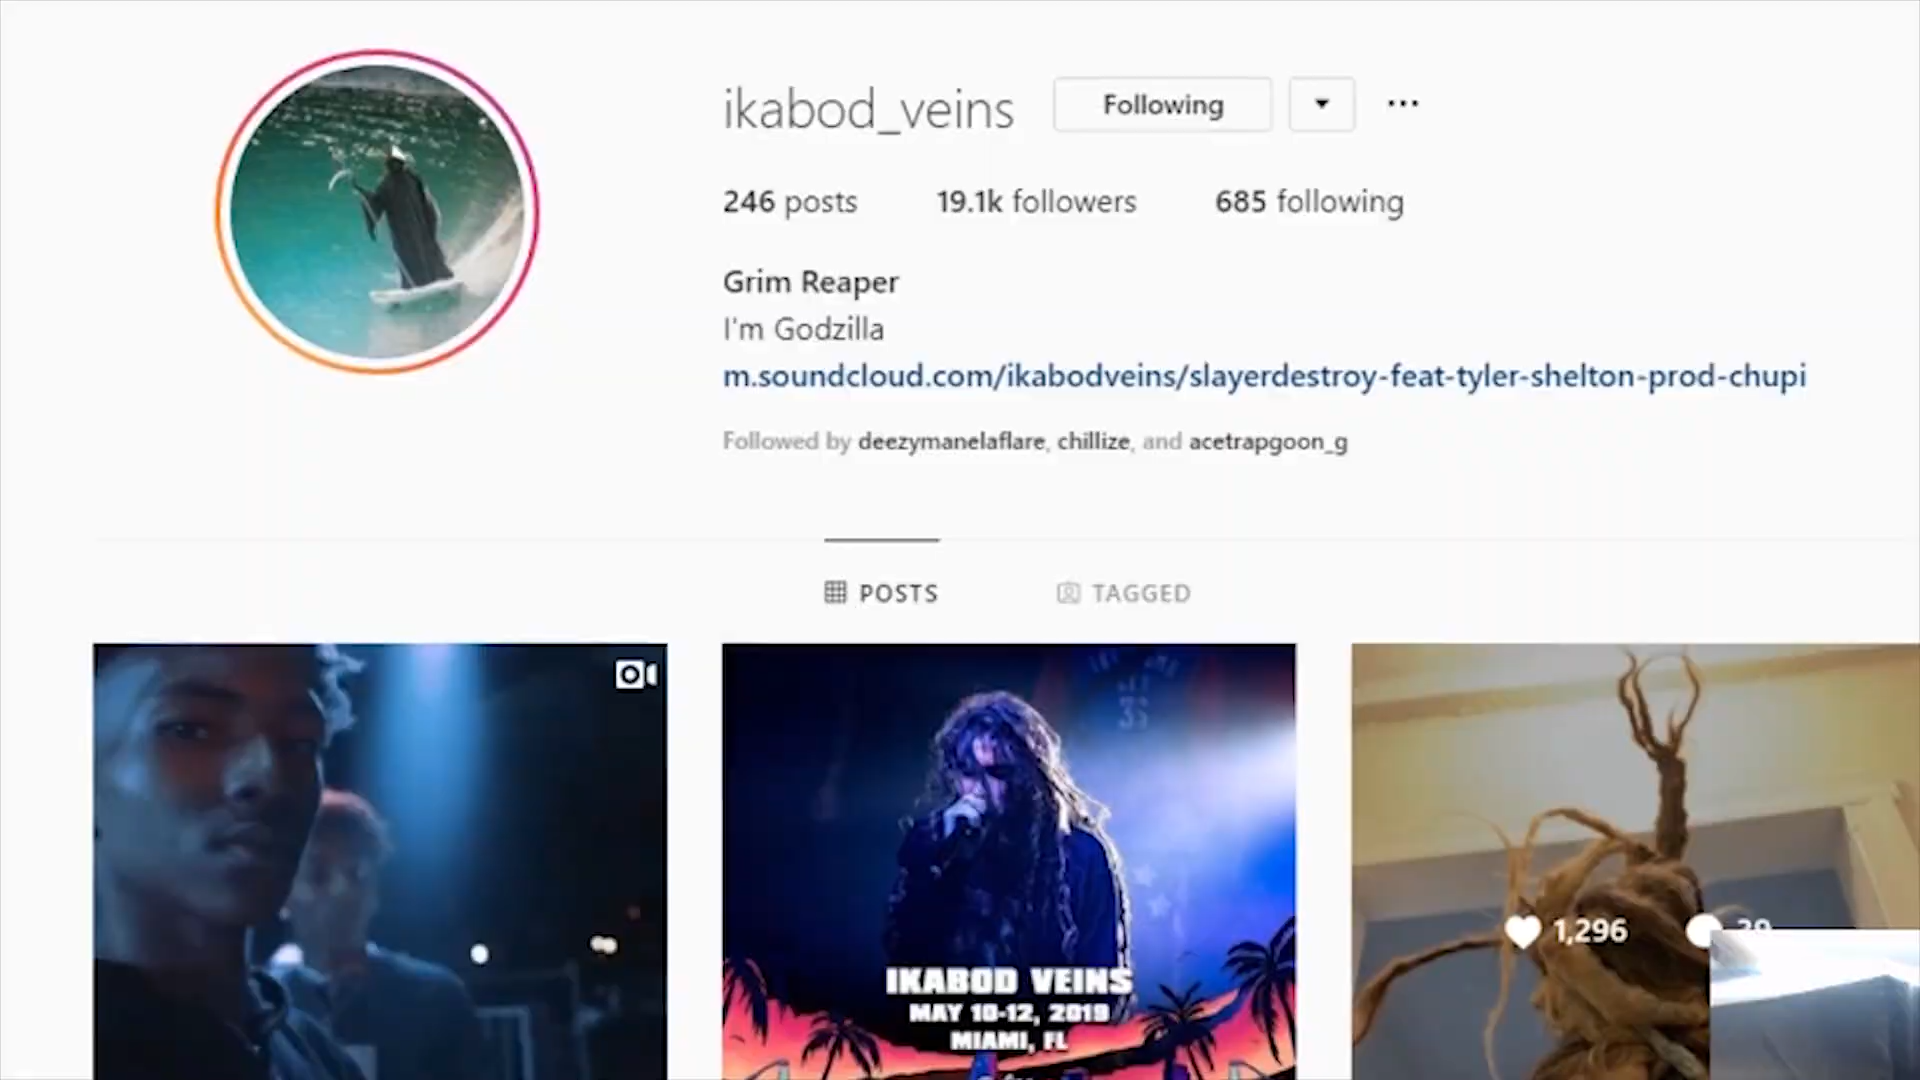 ikabod_veins Following
246 posts 19.1k followers 685 following
Grim Reaper
I'm Godzilla
m.soundcloud.com/ikabodveins/slayerdestroy-feat-tyler-shelton-prod-chupi
Followed by deezymanelaflare, chillize, and acetrapgoon_g
POSTS TAGGED
1,296
IKABOD VEINS
MAY 10-12, 2019
MIAMI, FL